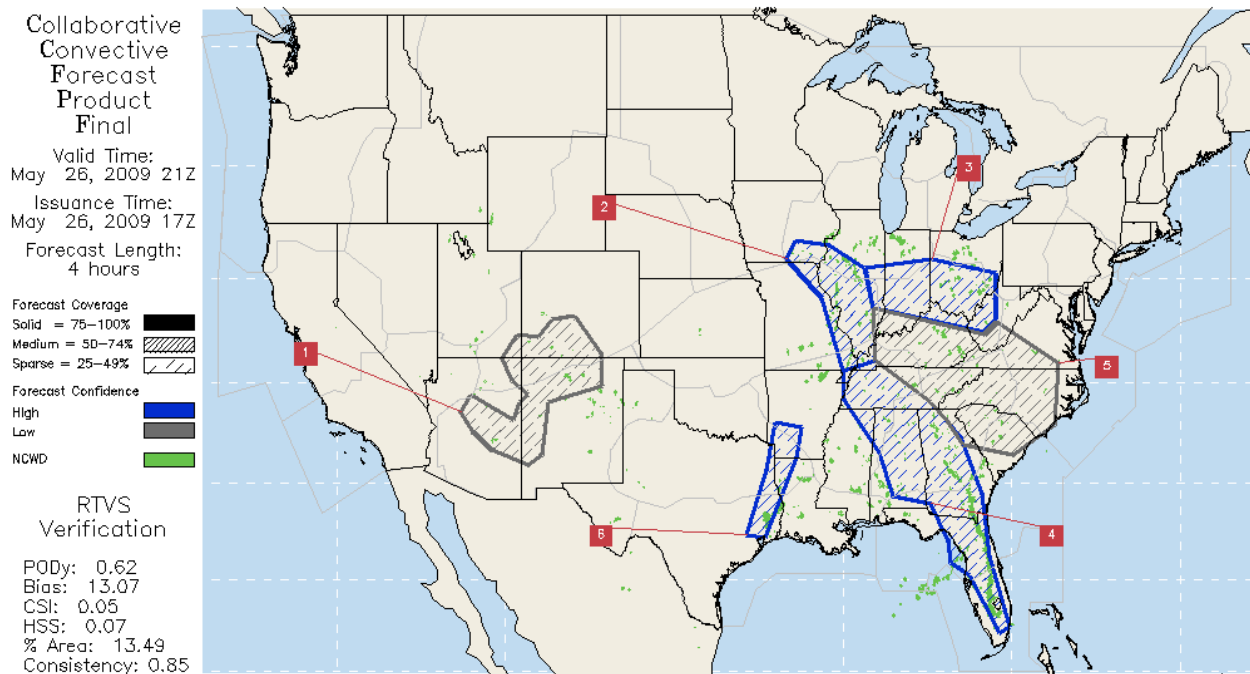 Collaborative
Convective
Forecast
Product
Final
Valid Time:
May 26, 2009 21Z
Issuance Time:
May 26, 2009 17Z
Forecast Length:
4 hours
Forecast Coverage
Solid = 75-100%
Medium = 50-74%
Sparse = 25-49%
Forecast Confidence
High
Low
NCWD
RTVS
Verification
PODy: 0.62
Bias: 13.07
CSI: 0.05
HSS: 0.07
% Area: 13.49
Consistency: 0.85
3
2
1
5
6
4